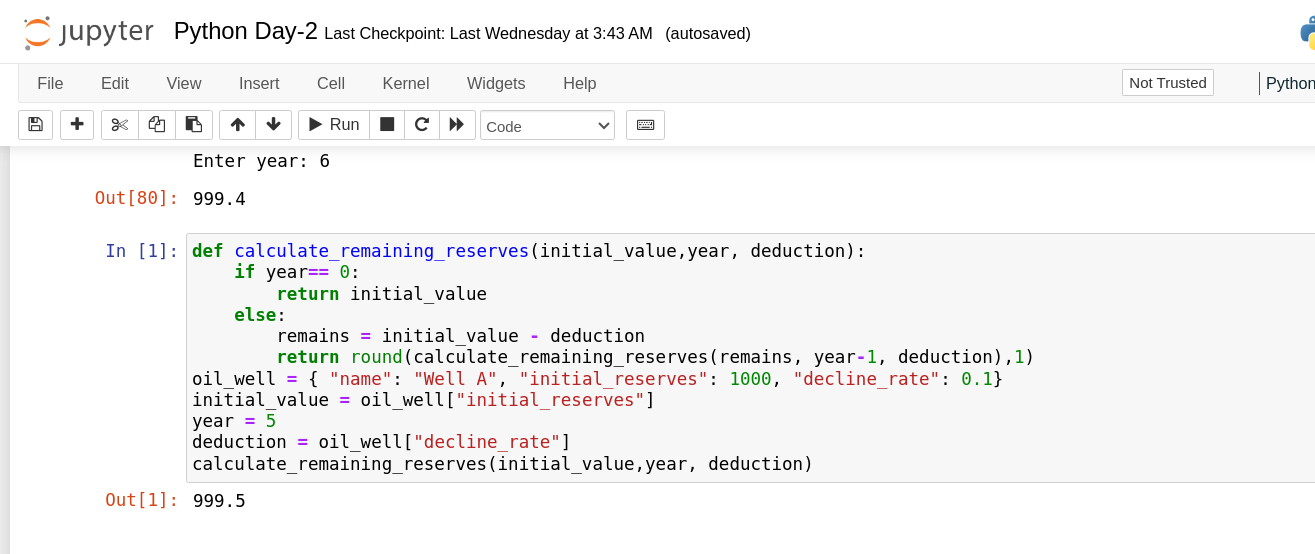 jupyter Python Day-2 Last Checkpoint: Last Wednesday at 3:43 AM (autosaved)
File Edit View Insert Cell Kernel Widgets Help Not Trusted Python
Run Code
Enter year: 6
Out[80]: 999.4
In [1]: def calculate_remaining_reserves(initial_value,year, deduction):
    if year== 0:
        return initial_value
    else:
        remains = initial_value - deduction
        return round(calculate_remaining_reserves(remains, year-1, deduction),1)
oil_well = { "name": "Well A", "initial_reserves": 1000, "decline_rate": 0.1}
initial_value = oil_well["initial_reserves"]
year = 5
deduction = oil_well["decline_rate"]
calculate_remaining_reserves(initial_value,year, deduction)
Out[1]: 999.5